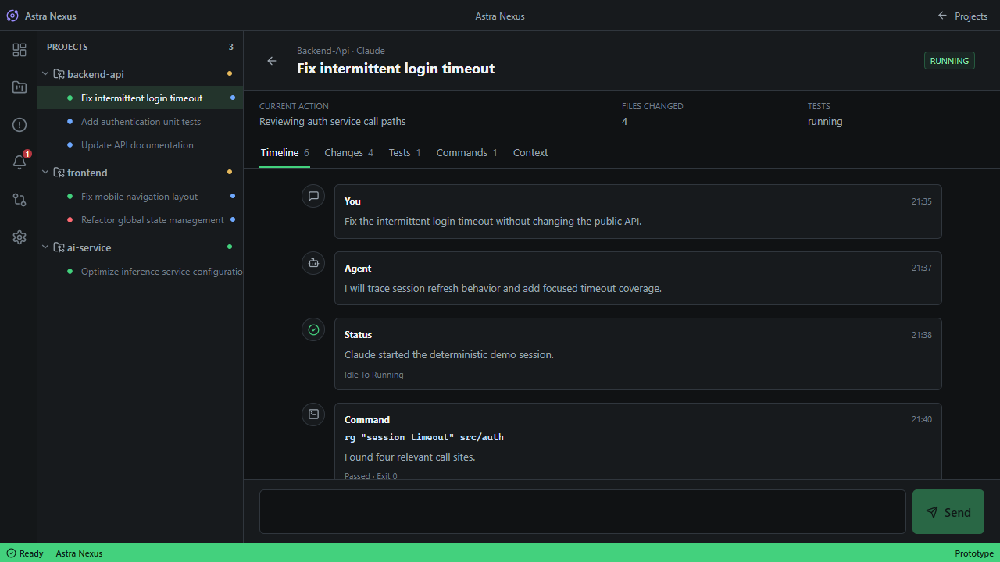 Astra Nexus
Astra Nexus
Projects
PROJECTS 3
backend-api
Fix intermittent login timeout
Add authentication unit tests
Update API documentation
frontend
Fix mobile navigation layout
Refactor global state management
ai-service
Optimize inference service configuratio
1
Backend-Api · Claude
Fix intermittent login timeout
RUNNING
CURRENT ACTION
Reviewing auth service call paths
FILES CHANGED
4
TESTS
running
Timeline 6 Changes 4 Tests 1 Commands 1 Context
You 21:35
Fix the intermittent login timeout without changing the public API.
Agent 21:37
I will trace session refresh behavior and add focused timeout coverage.
Status 21:38
Claude started the deterministic demo session.
Idle To Running
Command 21:40
rg "session timeout" src/auth
Found four relevant call sites.
Passed · Exit 0
Send
Ready Astra Nexus Prototype